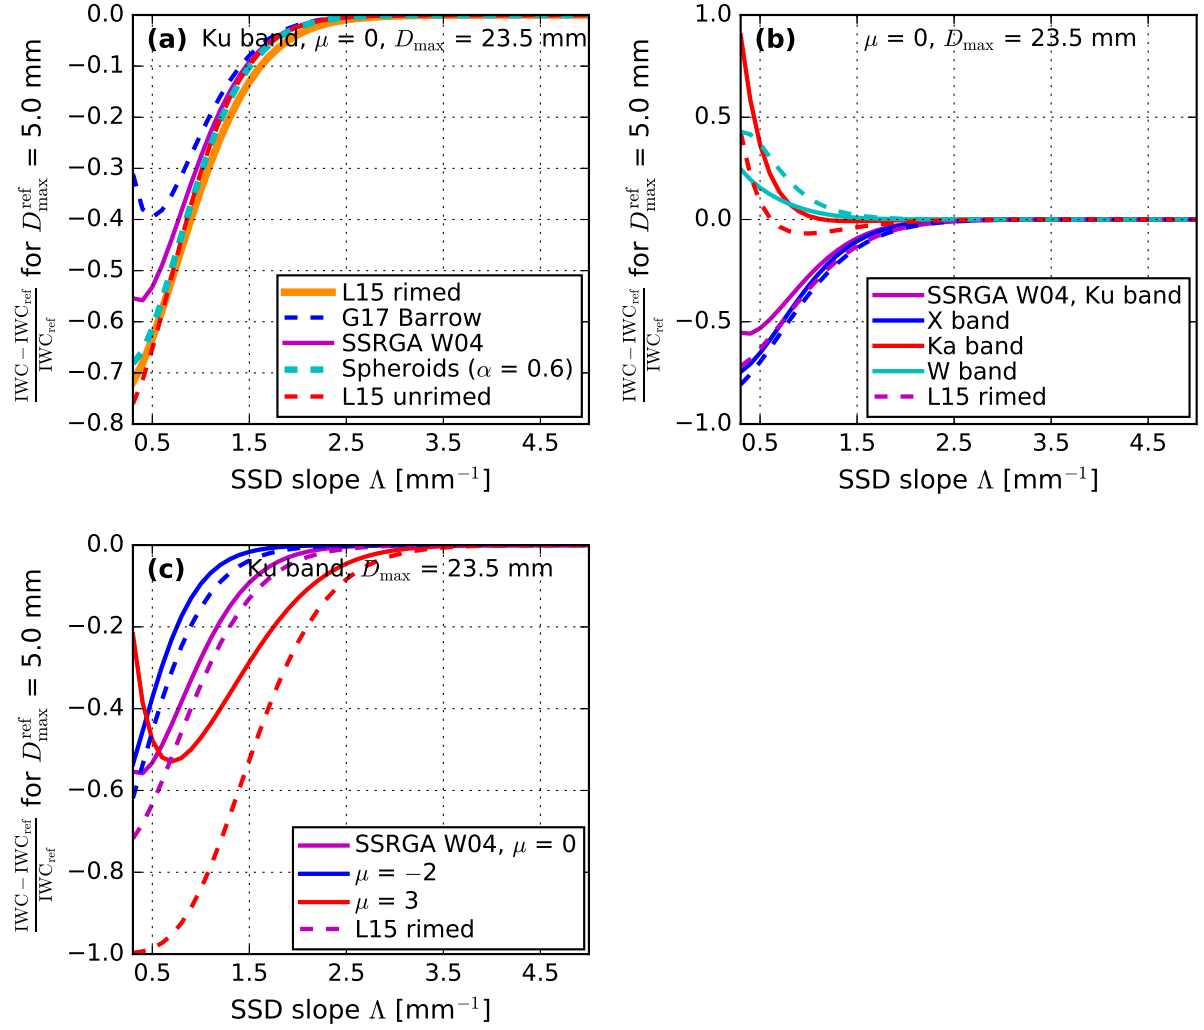 (a) Ku band, μ = 0, D_max = 23.5 mm
0.0
−0.1
−0.2
−0.3
−0.4
−0.5
−0.6
−0.7
−0.8
(IWC − IWC_ref) / IWC_ref for D_max^ref = 5.0 mm
L15 rimed
G17 Barrow
SSRGA W04
Spheroids (α = 0.6)
L15 unrimed
0.5 1.5 2.5 3.5 4.5
SSD slope Λ [mm⁻¹]
(b) μ = 0, D_max = 23.5 mm
1.0
0.5
0.0
−0.5
−1.0
(IWC − IWC_ref) / IWC_ref for D_max^ref = 5.0 mm
SSRGA W04, Ku band
X band
Ka band
W band
L15 rimed
0.5 1.5 2.5 3.5 4.5
SSD slope Λ [mm⁻¹]
(c) Ku band, D_max = 23.5 mm
0.0
−0.2
−0.4
−0.6
−0.8
−1.0
(IWC − IWC_ref) / IWC_ref for D_max^ref = 5.0 mm
SSRGA W04, μ = 0
μ = −2
μ = 3
L15 rimed
0.5 1.5 2.5 3.5 4.5
SSD slope Λ [mm⁻¹]